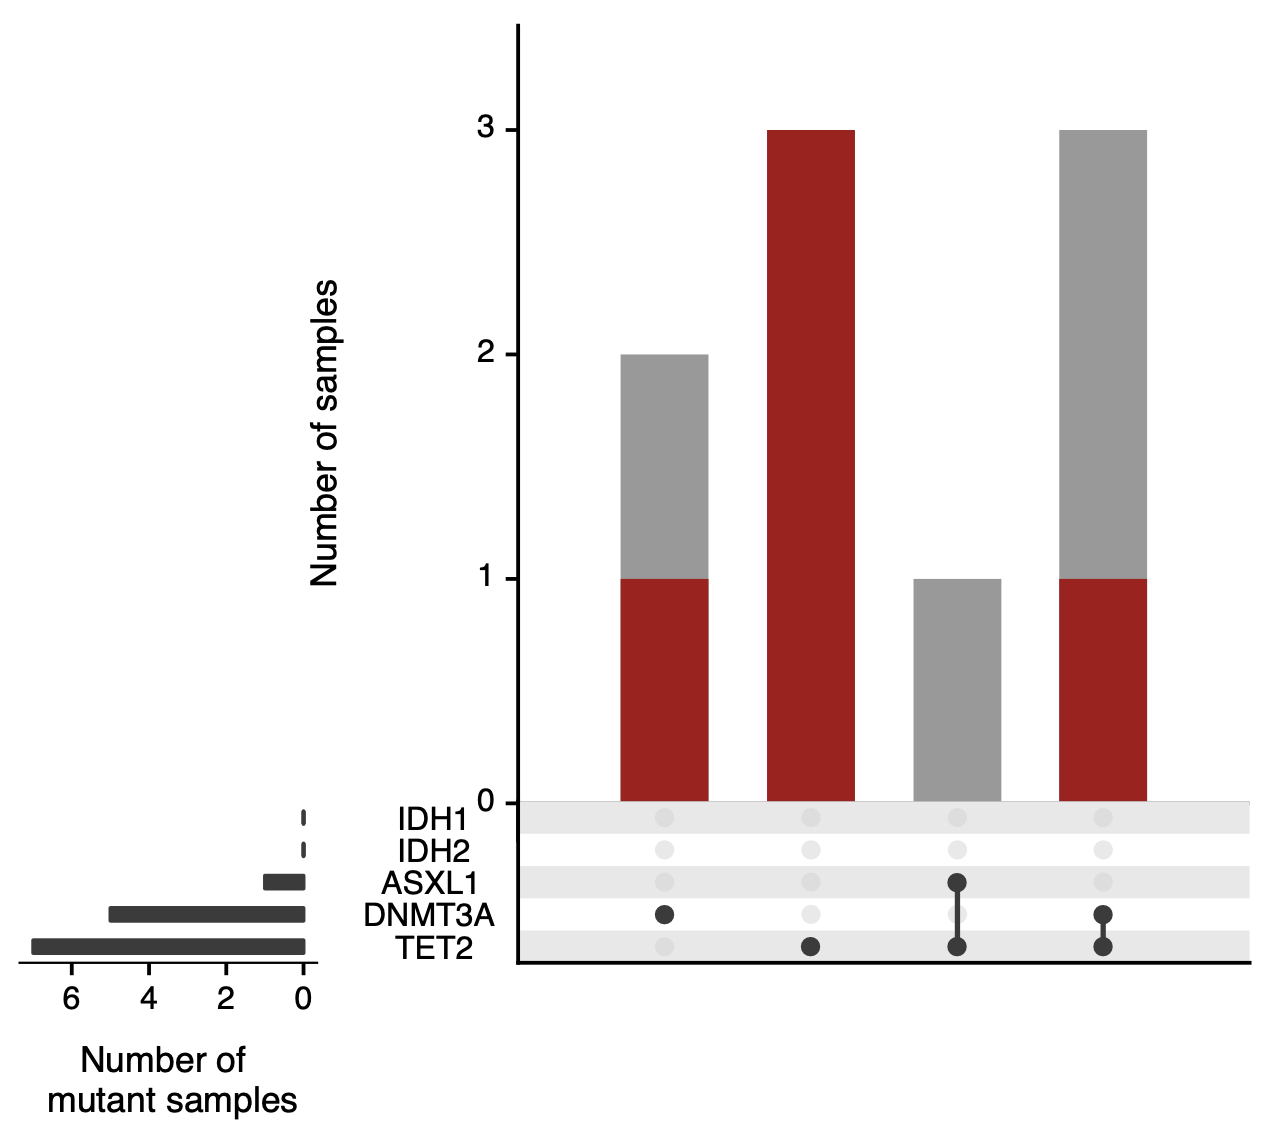 Number of samples
3
2
1
0
IDH1
IDH2
ASXL1
DNMT3A
TET2
6 4 2 0
Number of
mutant samples